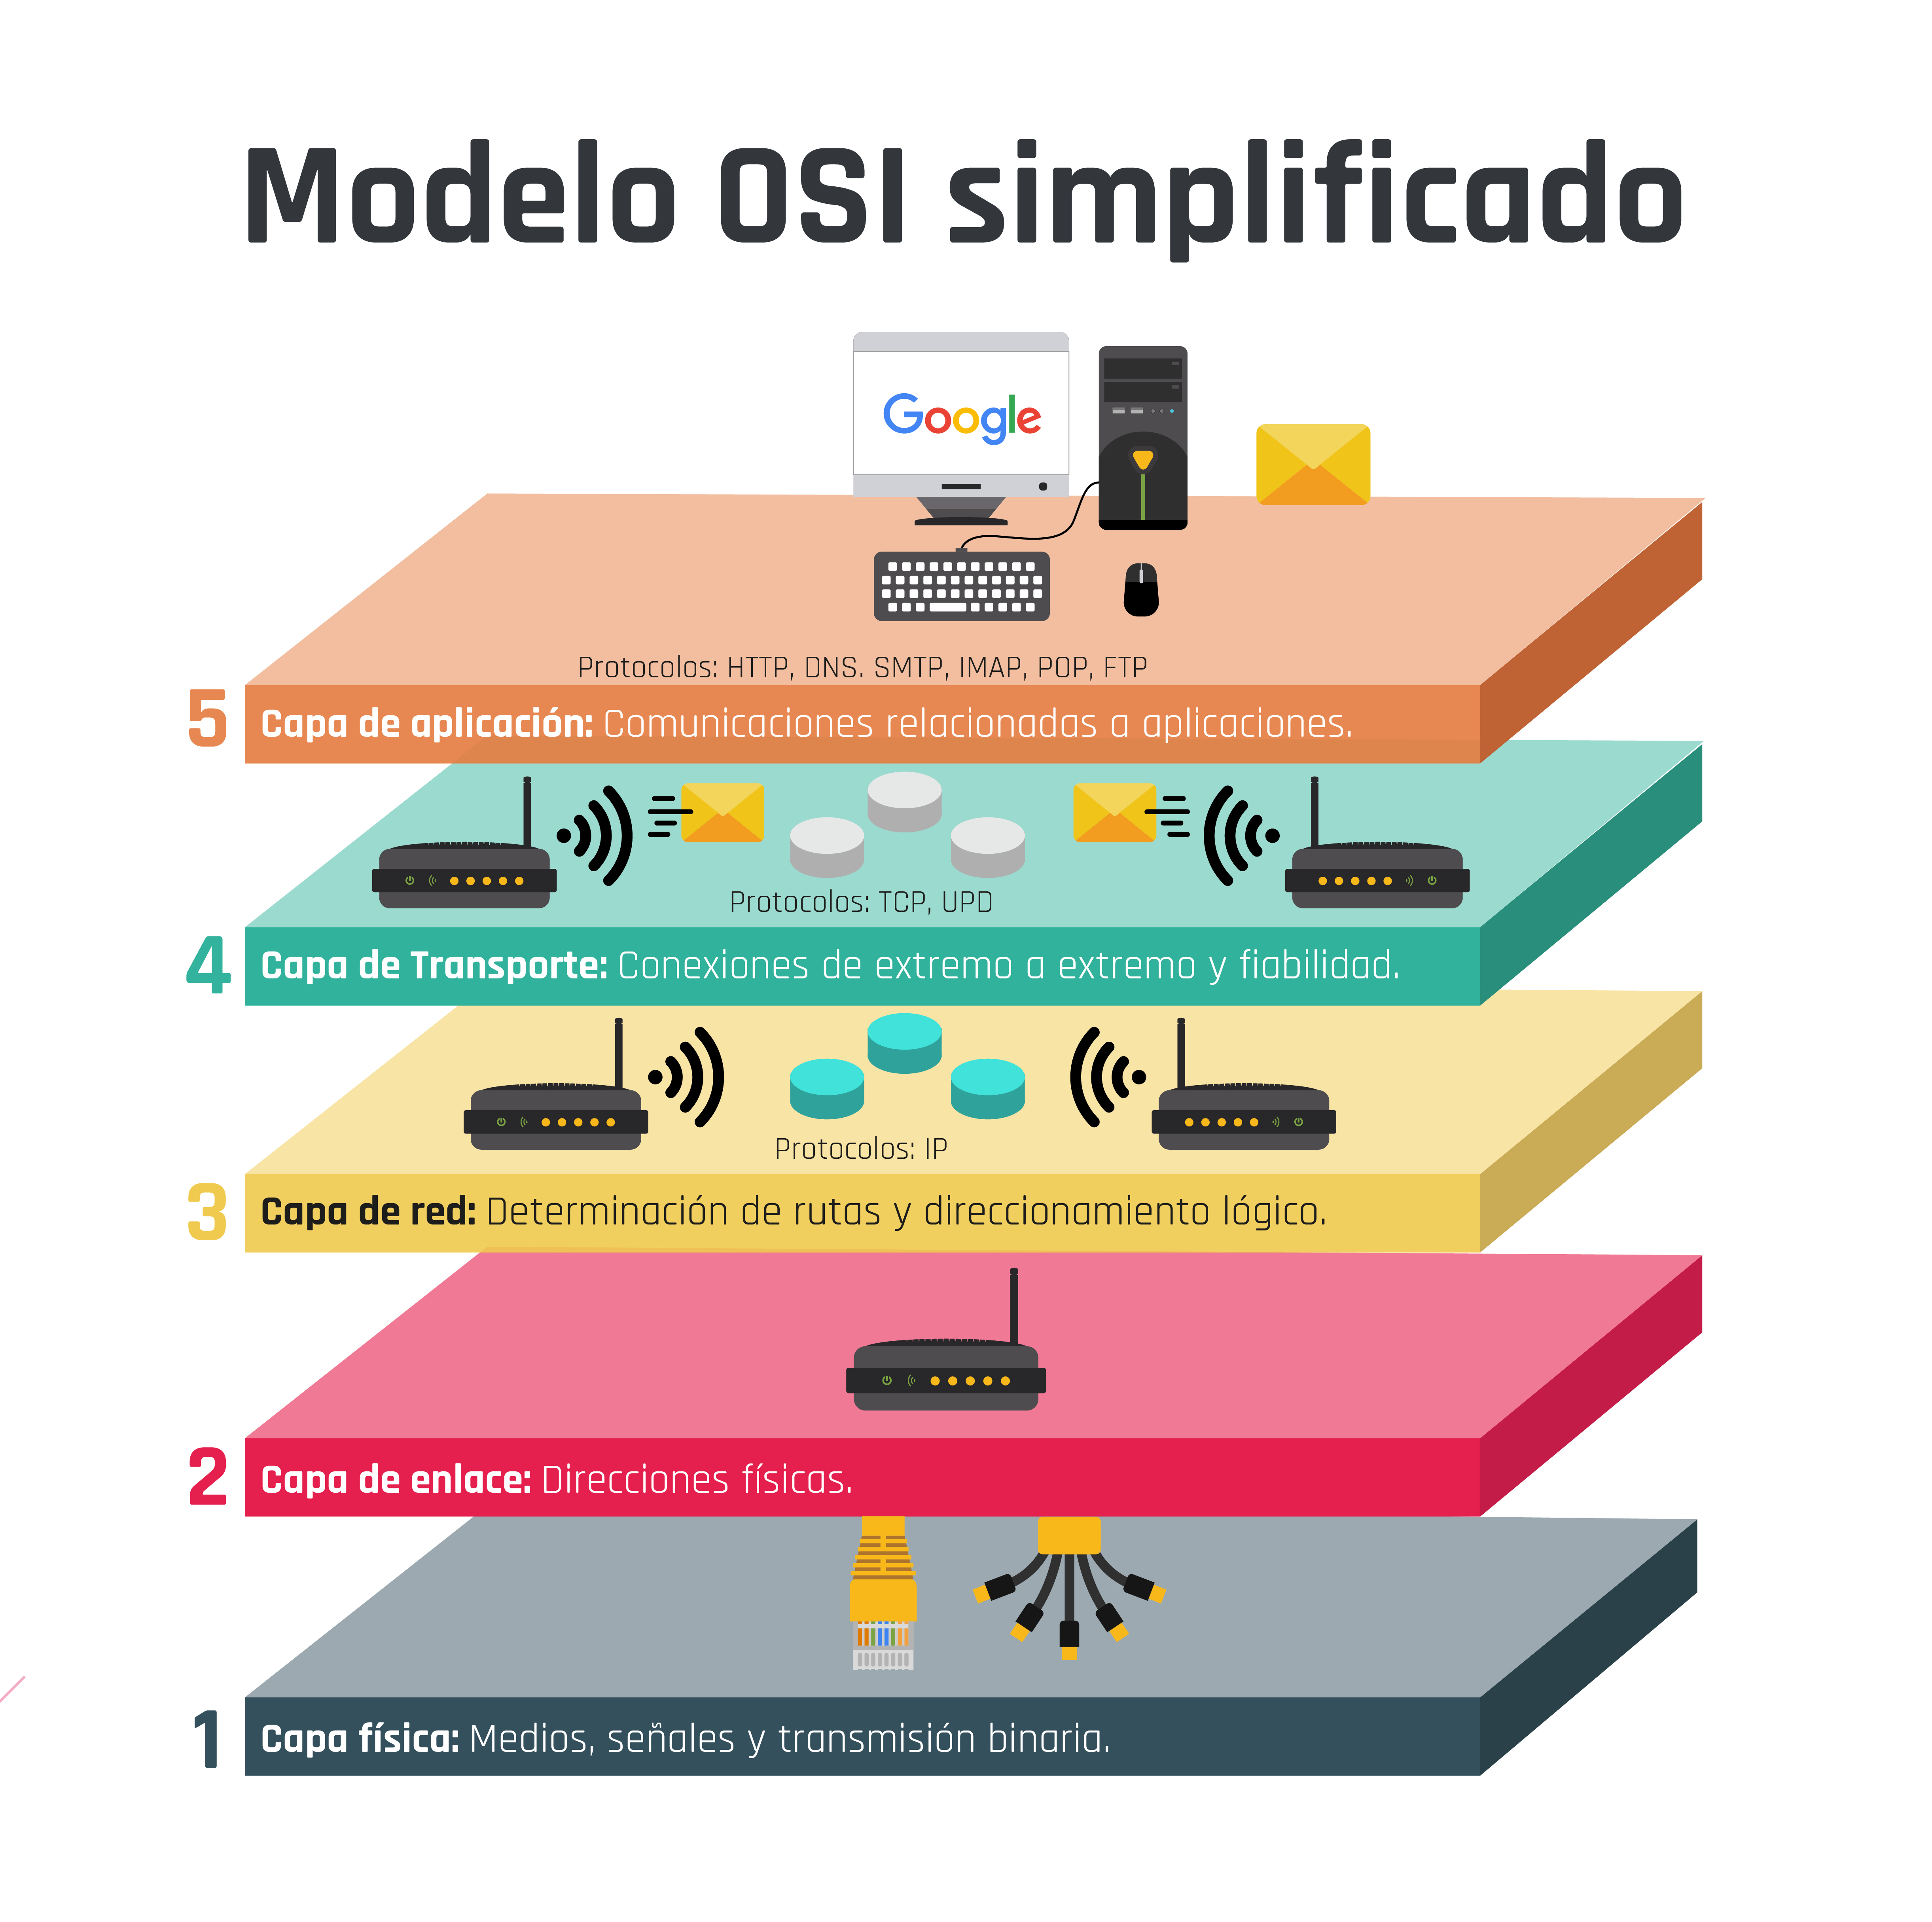 Modelo OSI simplificado
Google
Protocolos: HTTP, DNS. SMTP, IMAP, POP, FTP
5 Capa de aplicación: Comunicaciones relacionadas a aplicaciones.
Protocolos: TCP, UPD
4 Capa de Transporte: Conexiones de extremo a extremo y fiabilidad.
Protocolos: IP
3 Capa de red: Determinación de rutas y direccionamiento lógico.
2 Capa de enlace: Direcciones físicas.
1 Capa física: Medios, señales y transmisión binaria.